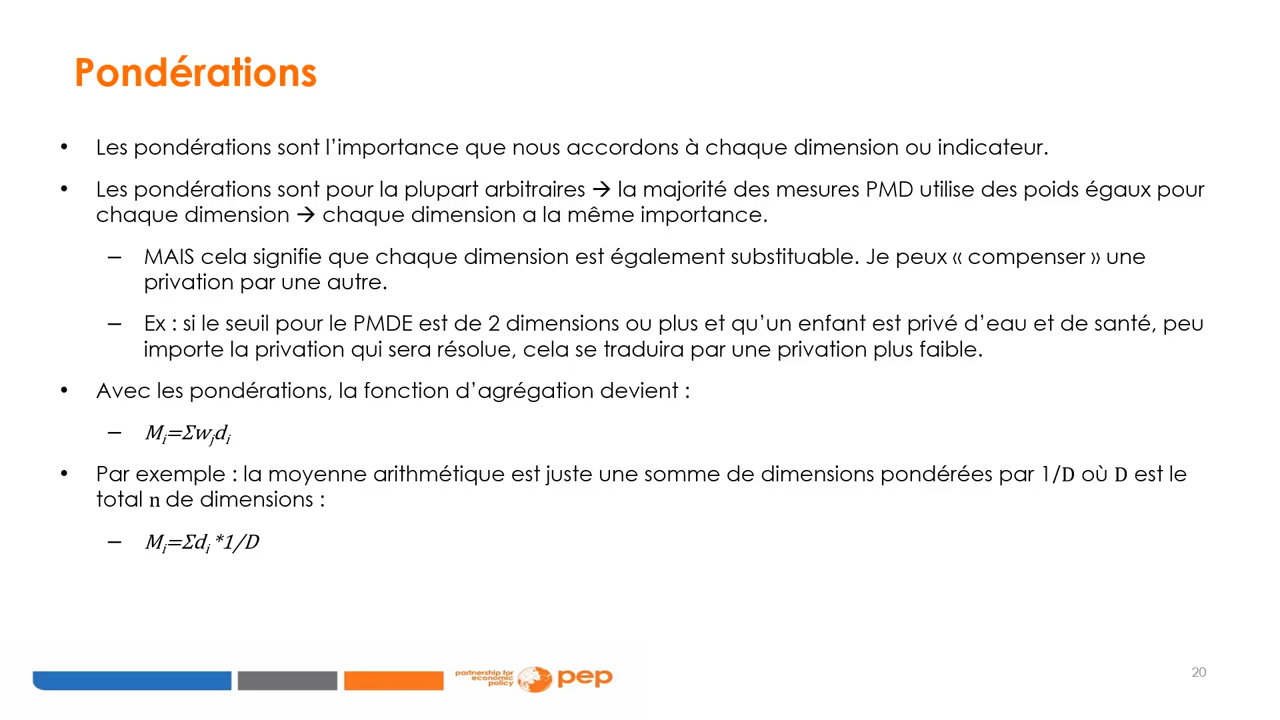 Pondérations
• Les pondérations sont l’importance que nous accordons à chaque dimension ou indicateur.
• Les pondérations sont pour la plupart arbitraires → la majorité des mesures PMD utilise des poids égaux pour
chaque dimension → chaque dimension a la même importance.
– MAIS cela signifie que chaque dimension est également substituable. Je peux « compenser » une
privation par une autre.
– Ex : si le seuil pour le PMDE est de 2 dimensions ou plus et qu’un enfant est privé d’eau et de santé, peu
importe la privation qui sera résolue, cela se traduira par une privation plus faible.
• Avec les pondérations, la fonction d’agrégation devient :
– Mi=Σwjdi
• Par exemple : la moyenne arithmétique est juste une somme de dimensions pondérées par 1/D où D est le
total n de dimensions :
– Mi=Σdi*1/D
partnership for
economic
policy
pep
20